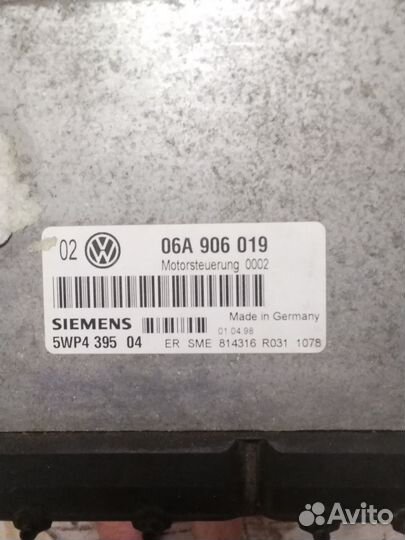 02 VW 06A 906 019
Motorsteuerung 0002
SIEMENS 01.04.98 Made in Germany
5WP4 395 04 ER SME 814316 R031 1078
Avito